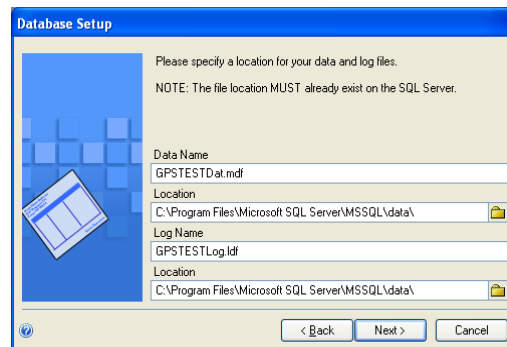 Database Setup
Please specify a location for your data and log files.
NOTE: The file location MUST already exist on the SQL Server.
Data Name
GPSTESTDat.mdf
Location
C:\Program Files\Microsoft SQL Server\MSSQL\data\
Log Name
GPSTESTLog.ldf
Location
C:\Program Files\Microsoft SQL Server\MSSQL\data\
< Back Next > Cancel